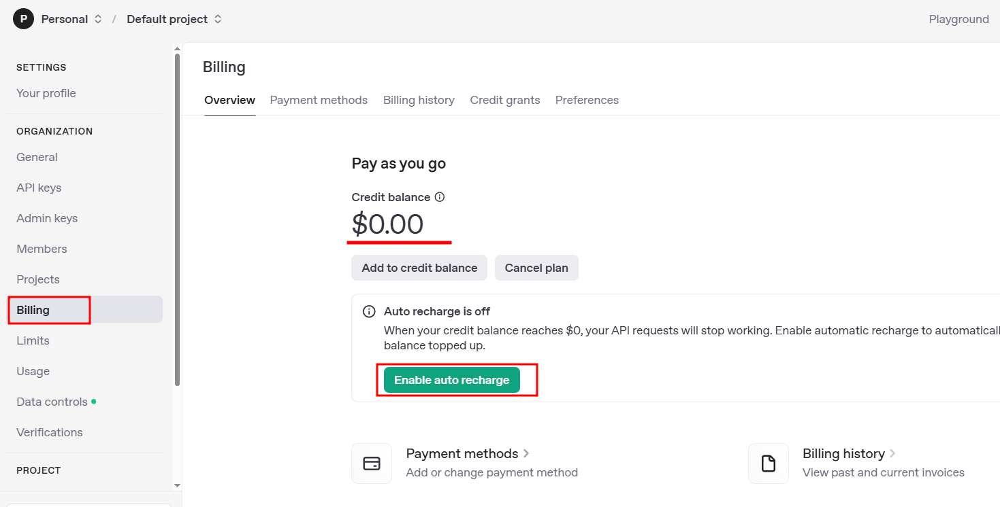 P Personal / Default project
Playground
SETTINGS
Your profile
ORGANIZATION
General
API keys
Admin keys
Members
Projects
Billing
Limits
Usage
Data controls
Verifications
PROJECT
Billing
Overview Payment methods Billing history Credit grants Preferences
Pay as you go
Credit balance
$0.00
Add to credit balance Cancel plan
Auto recharge is off
When your credit balance reaches $0, your API requests will stop working. Enable automatic recharge to
balance topped up.
Enable auto recharge
Payment methods
Add or change payment method
Billing history
View past and current invoices